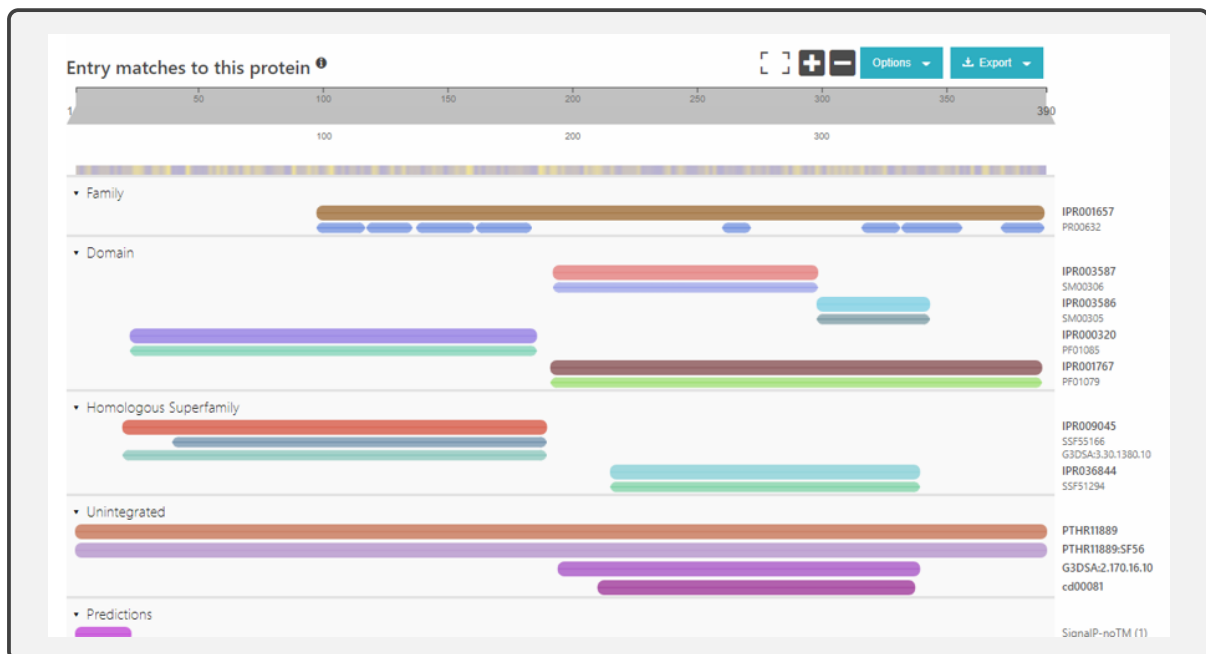 Entry matches to this protein
Options
Export
50 100 150 200 250 300 350
1 390
100 200 300
Family
IPR001657
PR00632
Domain
IPR003587
SM00306
IPR003586
SM00305
IPR000320
PF01085
IPR001767
PF01079
Homologous Superfamily
IPR009045
SSF55166
G3DSA:3.30.1380.10
IPR036844
SSF51294
Unintegrated
PTHR11889
PTHR11889:SF56
G3DSA:2.170.16.10
cd00081
Predictions
SignalP-noTM (1)